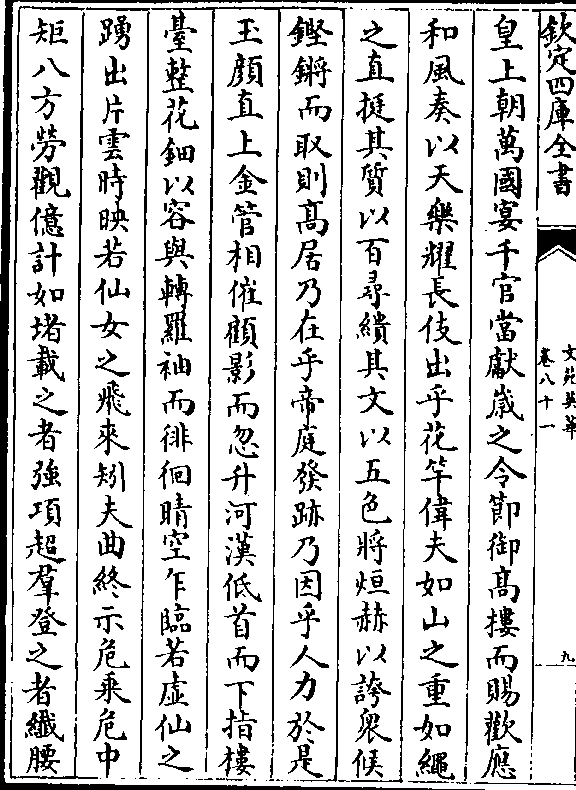 欽定四庫全書
文苑英華
卷八十一
九
皇上朝萬國宴千官當獻歲之令節御髙樓而賜歡應
和風奏以天樂耀長伎出乎花竿偉夫如山之重如繩
之直挺其質以百尋繢其文以五色將烜赫以誇衆候
鏗鏘而取則髙居乃在乎帝庭發跡乃因乎人力於是
玉顔直上金管相催顧影而忽升河漢低首而下指樓
臺整花鈿以容與轉羅袖而徘徊晴空乍臨若虚仙之
踴出片雲時映若仙女之飛來矧夫曲終示危乘危中
矩八方勞觀億計如堵載之者強項超羣登之者纖腰